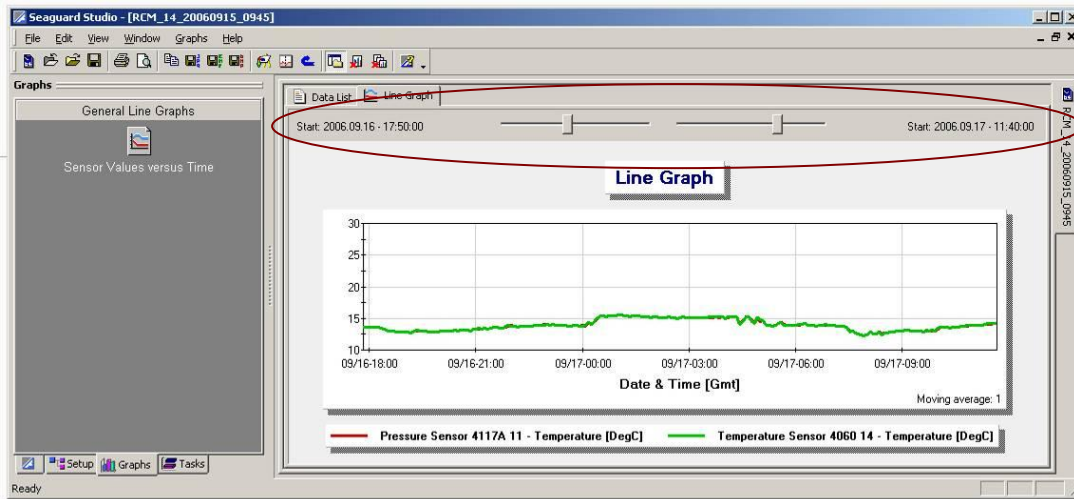 Seaguard Studio - [RCM_14_20060915_0945]
File Edit View Window Graphs Help
Graphs
General Line Graphs
Sensor Values versus Time
Data List
Line Graph
Start: 2006.09.16 - 17:50:00
Start: 2006.09.17 - 11:40:00
RCM_14_20060915_0945
Line Graph
30
25
20
15
10
09/16-18:00 09/16-21:00 09/17-00:00 09/17-03:00 09/17-06:00 09/17-09:00
Date & Time [Gmt]
Moving average: 1
Pressure Sensor 4117A 11 - Temperature [DegC]
Temperature Sensor 4060 14 - Temperature [DegC]
Setup Graphs Tasks
Ready